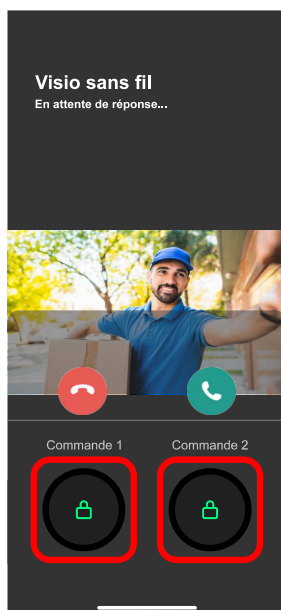 Visio sans fil
En attente de réponse...
Commande 1
Commande 2